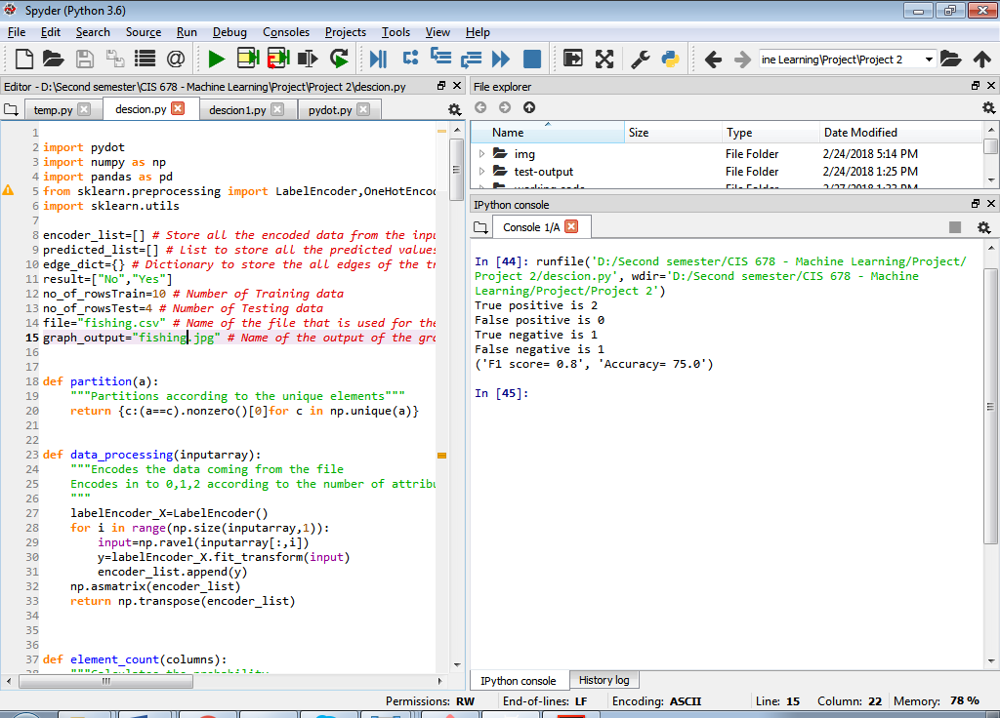 Spyder (Python 3.6)
File Edit Search Source Run Debug Consoles Projects Tools View Help
ine Learning\Project\Project 2
Editor - D:\Second semester\CIS 678 - Machine Learning\Project\Project 2\descion.py
temp.py descion.py descion1.py pydot.py
1
2 import pydot
3 import numpy as np
4 import pandas as pd
5 from sklearn.preprocessing import LabelEncoder,OneHotEncod
6 import sklearn.utils
7
8 encoder_list=[] # Store all the encoded data from the inpu
9 predicted_list=[] # List to store all the predicted values
10 edge_dict={} # Dictionary to store the all edges of the tr
11 result=["No","Yes"]
12 no_of_rowsTrain=10 # Number of Training data
13 no_of_rowsTest=4 # Number of Testing data
14 file="fishing.csv" # Name of the file that is used for the
15 graph_output="fishing.jpg" # Name of the output of the gra
16
17
18 def partition(a):
19 """Partitions according to the unique elements"""
20 return {c:(a==c).nonzero()[0]for c in np.unique(a)}
21
22
23 def data_processing(inputarray):
24 """Encodes the data coming from the file
25 Encodes in to 0,1,2 according to the number of attribu
26 """
27 labelEncoder_X=LabelEncoder()
28 for i in range(np.size(inputarray,1)):
29 input=np.ravel(inputarray[:,i])
30 y=labelEncoder_X.fit_transform(input)
31 encoder_list.append(y)
32 np.asmatrix(encoder_list)
33 return np.transpose(encoder_list)
34
35
36
37 def element_count(columns):
38 """Calculates the probability
File explorer
Name Size Type Date Modified
img File Folder 2/24/2018 5:14 PM
test-output File Folder 2/24/2018 1:25 PM
working code File Folder 2/27/2018 1:22 PM
IPython console
Console 1/A
In [44]: runfile('D:/Second semester/CIS 678 - Machine Learning/Project/
Project 2/descion.py', wdir='D:/Second semester/CIS 678 - Machine
Learning/Project/Project 2')
True positive is 2
False positive is 0
True negative is 1
False negative is 1
('F1 score= 0.8', 'Accuracy= 75.0')
In [45]:
IPython console History log
Permissions: RW End-of-lines: LF Encoding: ASCII Line: 15 Column: 22 Memory: 78 %